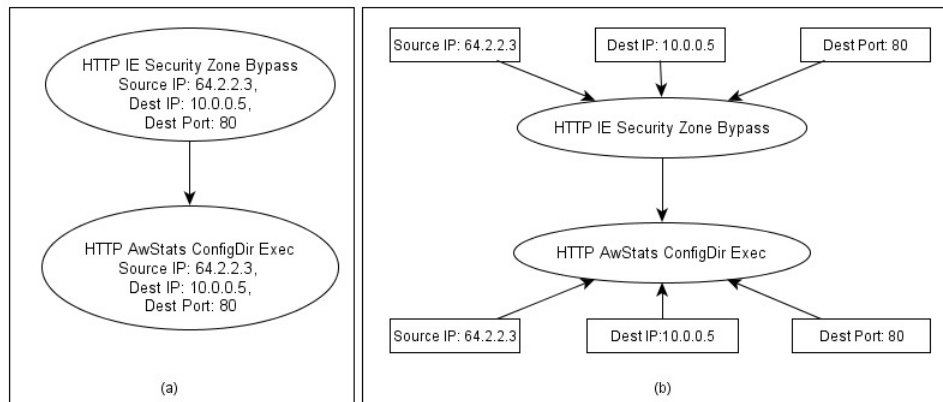 HTTP IE Security Zone Bypass
Source IP: 64.2.2.3,
Dest IP: 10.0.0.5,
Dest Port: 80
HTTP AwStats ConfigDir Exec
Source IP: 64.2.2.3,
Dest IP: 10.0.0.5,
Dest Port: 80
(a)
Source IP: 64.2.2.3
Dest IP: 10.0.0.5
Dest Port: 80
HTTP IE Security Zone Bypass
HTTP AwStats ConfigDir Exec
Source IP: 64.2.2.3
Dest IP:10.0.0.5
Dest Port: 80
(b)